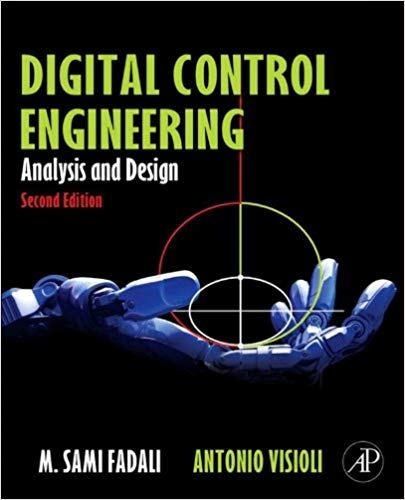 DIGITAL CONTROL
ENGINEERING
Analysis and Design
Second Edition
M. SAMI FADALI ANTONIO VISIOLI
AP